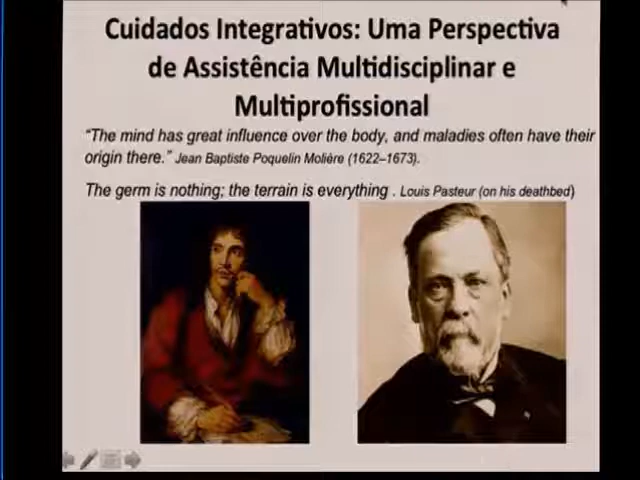 Cuidados Integrativos: Uma Perspectiva
de Assistência Multidisciplinar e
Multiprofissional
“The mind has great influence over the body, and maladies often have their
origin there.” Jean Baptiste Poquelin Molière (1622–1673).
The germ is nothing; the terrain is everything . Louis Pasteur (on his deathbed)